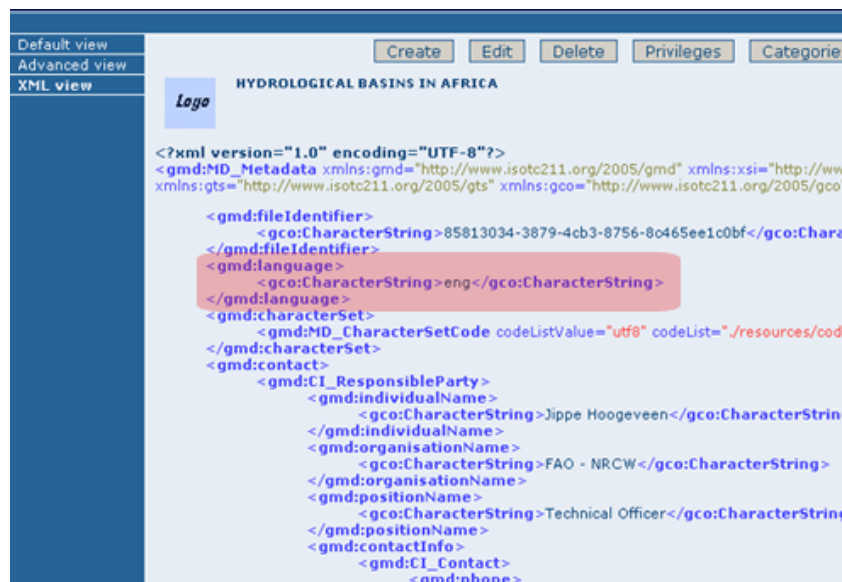 Default view
Advanced view
XML view
Create Edit Delete Privileges Categorie
Logo
HYDROLOGICAL BASINS IN AFRICA
<?xml version="1.0" encoding="UTF-8"?>
<gmd:MD_Metadata xmlns:gmd="http://www.isotc211.org/2005/gmd" xmlns:xsi="http://ww
xmlns:gts="http://www.isotc211.org/2005/gts" xmlns:gco="http://www.isotc211.org/2005/gco
<gmd:fileIdentifier>
<gco:CharacterString>85813034-3879-4cb3-8756-8c465ee1c0bf</gco:Chara
</gmd:fileIdentifier>
<gmd:language>
<gco:CharacterString>eng</gco:CharacterString>
</gmd:language>
<gmd:characterSet>
<gmd:MD_CharacterSetCode codeListValue="utf8" codeList="./resources/cod
</gmd:characterSet>
<gmd:contact>
<gmd:CI_ResponsibleParty>
<gmd:individualName>
<gco:CharacterString>Jippe Hoogeveen</gco:CharacterStrin
</gmd:individualName>
<gmd:organisationName>
<gco:CharacterString>FAO - NRCW</gco:CharacterString>
</gmd:organisationName>
<gmd:positionName>
<gco:CharacterString>Technical Officer</gco:CharacterString
</gmd:positionName>
<gmd:contactInfo>
<gmd:CI_Contact>
<gmd:phone>